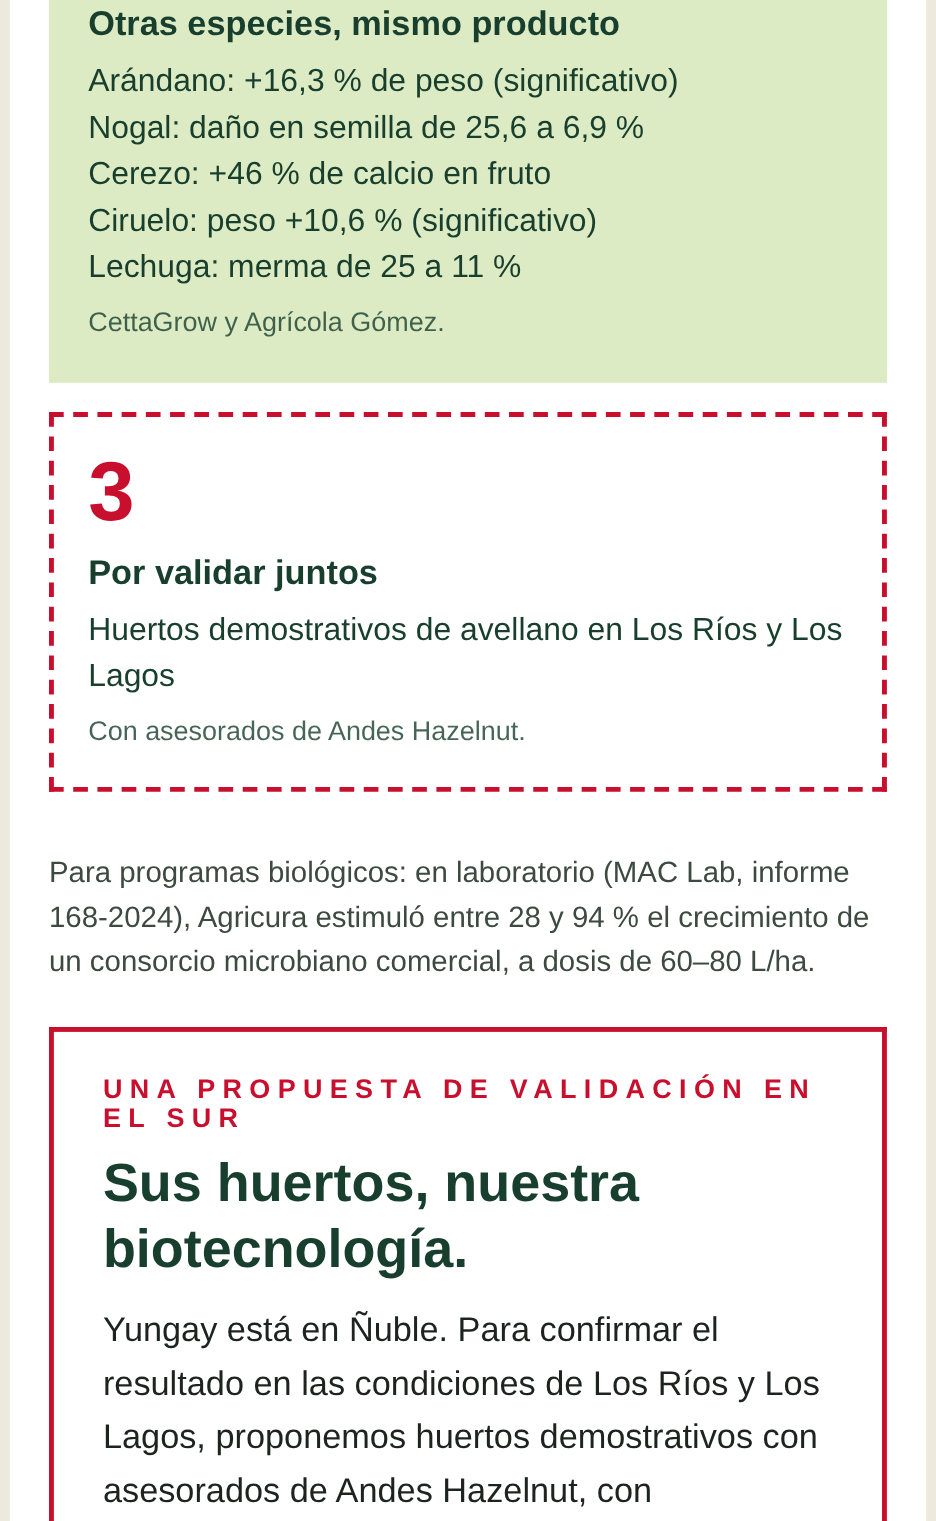 Otras especies, mismo producto
Arándano: +16,3 % de peso (significativo)
Nogal: daño en semilla de 25,6 a 6,9 %
Cerezo: +46 % de calcio en fruto
Ciruelo: peso +10,6 % (significativo)
Lechuga: merma de 25 a 11 %
CettaGrow y Agrícola Gómez.
3
Por validar juntos
Huertos demostrativos de avellano en Los Ríos y Los
Lagos
Con asesorados de Andes Hazelnut.
Para programas biológicos: en laboratorio (MAC Lab, informe
168-2024), Agricura estimuló entre 28 y 94 % el crecimiento de
un consorcio microbiano comercial, a dosis de 60–80 L/ha.
UNA PROPUESTA DE VALIDACIÓN EN
EL SUR
Sus huertos, nuestra
biotecnología.
Yungay está en Ñuble. Para confirmar el
resultado en las condiciones de Los Ríos y Los
Lagos, proponemos huertos demostrativos con
asesorados de Andes Hazelnut, con